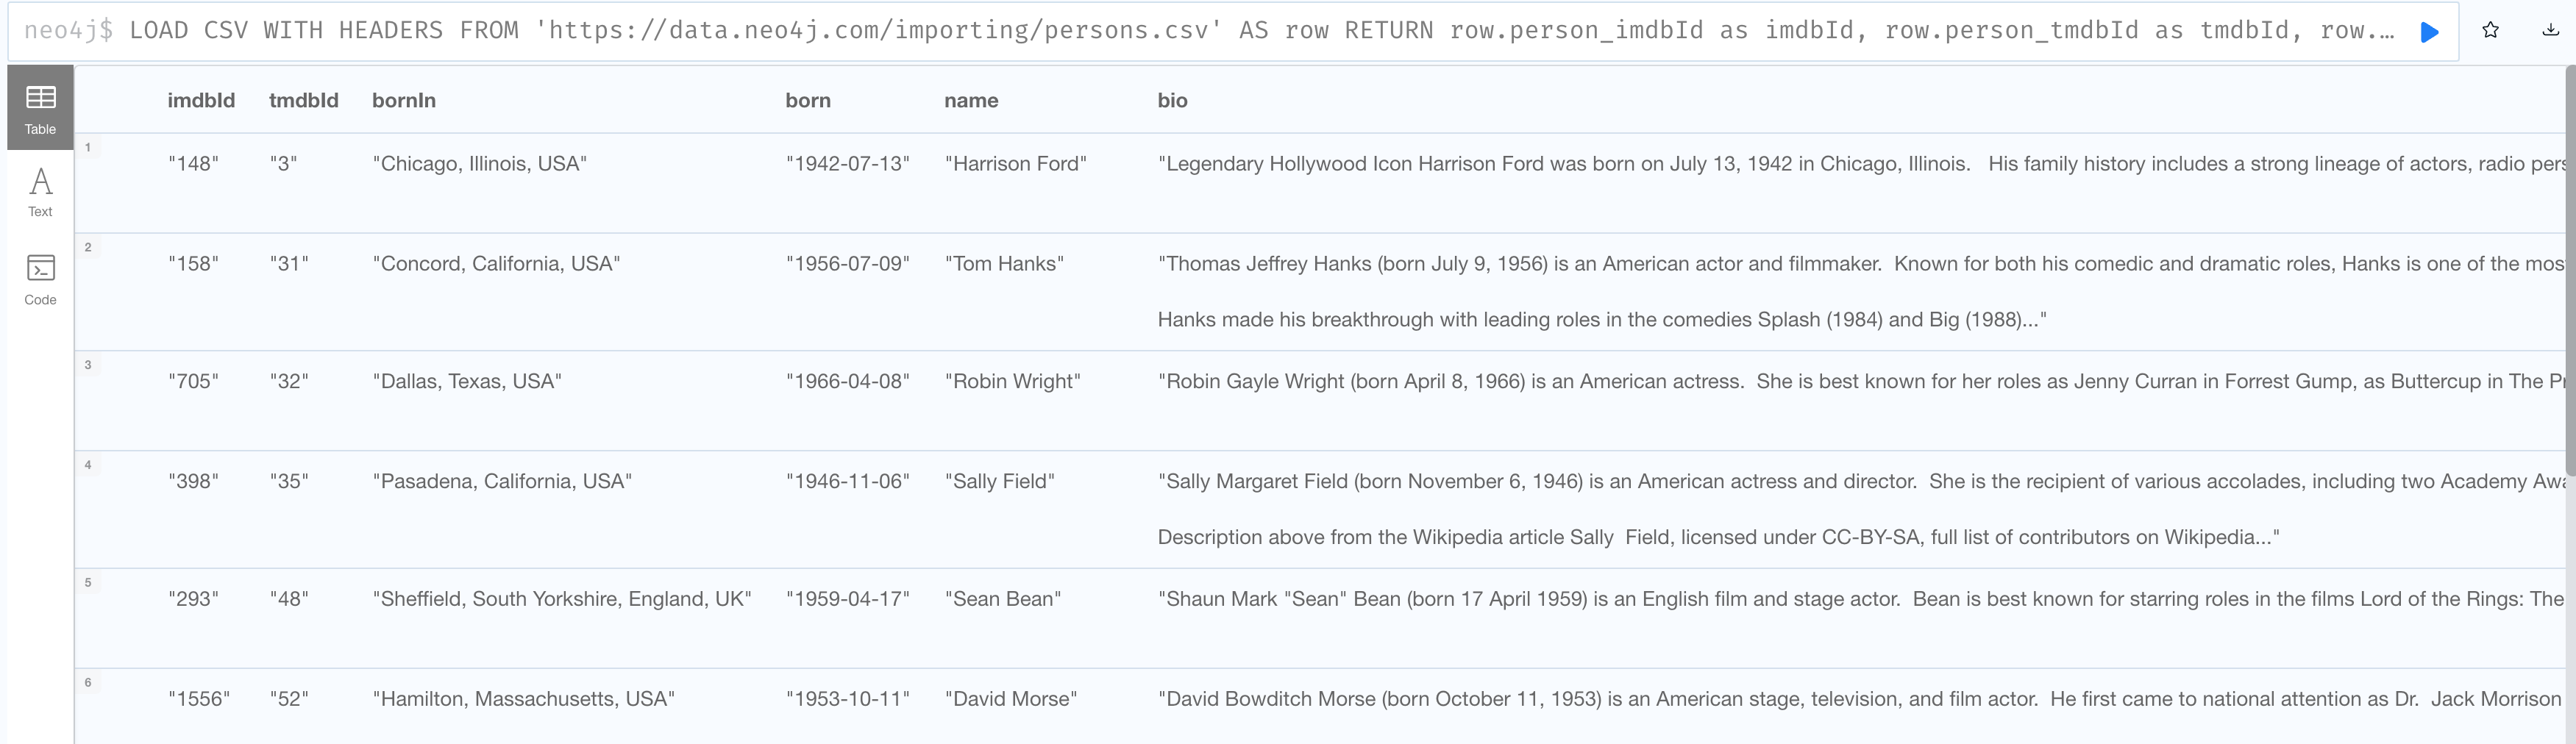 neo4j$ LOAD CSV WITH HEADERS FROM 'https://data.neo4j.com/importing/persons.csv' AS row RETURN row.person_imdbId as imdbId, row.person_tmdbId as tmdbId, row.…
Table
Text
Code
imdbId tmdbId bornIn born name bio
1
"148" "3" "Chicago, Illinois, USA" "1942-07-13" "Harrison Ford" "Legendary Hollywood Icon Harrison Ford was born on July 13, 1942 in Chicago, Illinois.   His family history includes a strong lineage of actors, radio
2
"158" "31" "Concord, California, USA" "1956-07-09" "Tom Hanks" "Thomas Jeffrey Hanks (born July 9, 1956) is an American actor and filmmaker.  Known for both his comedic and dramatic roles, Hanks is one of the
Hanks made his breakthrough with leading roles in the comedies Splash (1984) and Big (1988)..."
3
"705" "32" "Dallas, Texas, USA" "1966-04-08" "Robin Wright" "Robin Gayle Wright (born April 8, 1966) is an American actress.  She is best known for her roles as Jenny Curran in Forrest Gump, as Buttercup in The
4
"398" "35" "Pasadena, California, USA" "1946-11-06" "Sally Field" "Sally Margaret Field (born November 6, 1946) is an American actress and director.  She is the recipient of various accolades, including two Academy
Description above from the Wikipedia article Sally  Field, licensed under CC-BY-SA, full list of contributors on Wikipedia..."
5
"293" "48" "Sheffield, South Yorkshire, England, UK" "1959-04-17" "Sean Bean" "Shaun Mark "Sean" Bean (born 17 April 1959) is an English film and stage actor.  Bean is best known for starring roles in the films Lord of the Rings: The
6
"1556" "52" "Hamilton, Massachusetts, USA" "1953-10-11" "David Morse" "David Bowditch Morse (born October 11, 1953) is an American stage, television, and film actor.  He first came to national attention as Dr.  Jack Morrison